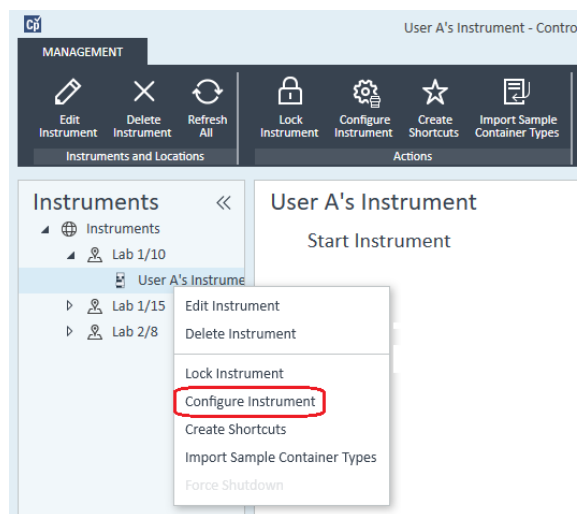 Cp
User A's Instrument - Contro
MANAGEMENT
Edit
Instrument
Delete
Instrument
Refresh
All
Instruments and Locations
Lock
Instrument
Configure
Instrument
Create
Shortcuts
Import Sample
Container Types
Actions
Instruments
User A's Instrument
Instruments
Start Instrument
Lab 1/10
User A's Instrume
Lab 1/15
Lab 2/8
Edit Instrument
Delete Instrument
Lock Instrument
Configure Instrument
Create Shortcuts
Import Sample Container Types
Force Shutdown